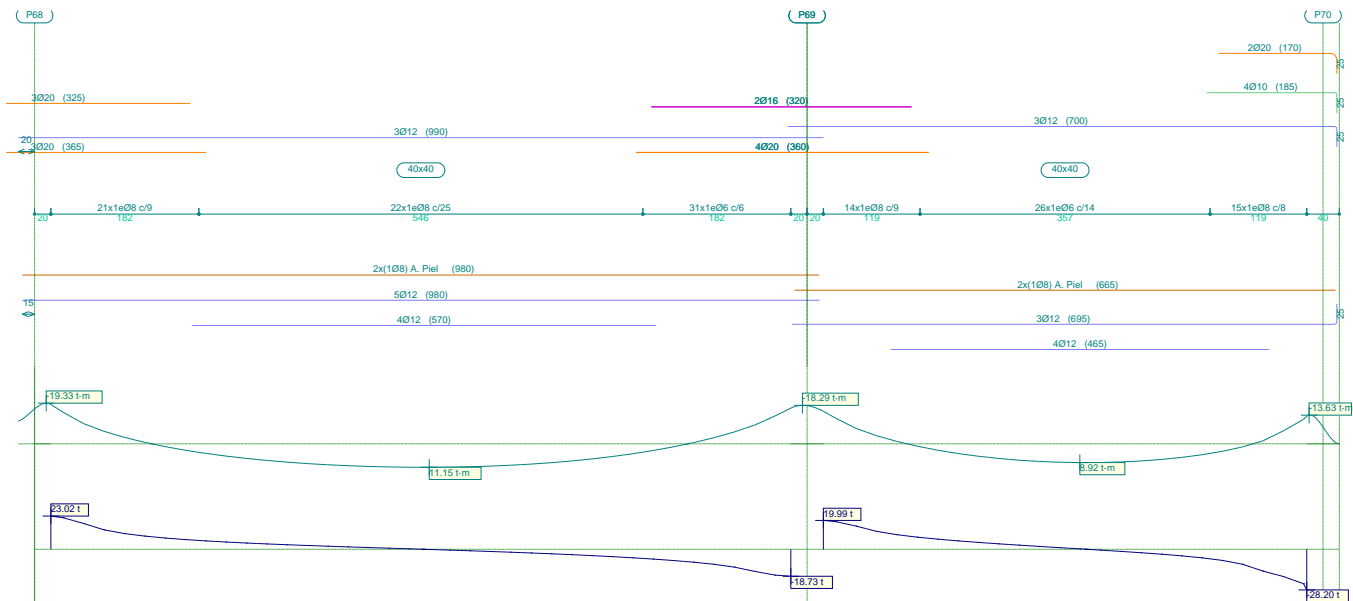 P68 P69 P70
2Ø20 (170)
25
4Ø10 (185)
25
3Ø20 (325)
2Ø16 (320)
3Ø12 (700)
25
3Ø12 (990)
20
3Ø20 (365)
4Ø20 (360)
40x40 40x40
21x1eØ8 c/9 22x1eØ8 c/25 31x1eØ6 c/6 14x1eØ8 c/9 26x1eØ6 c/14 15x1eØ8 c/8
20 182 546 182 20 20 119 357 119 40
2x(1Ø8) A. Piel (980)
2x(1Ø8) A. Piel (665)
5Ø12 (980)
15
25
4Ø12 (570)
3Ø12 (695)
4Ø12 (465)
-19.33 t·m
-18.29 t·m
-13.63 t·m
11.15 t·m
8.92 t·m
23.02 t
19.99 t
-18.73 t
-28.20 t